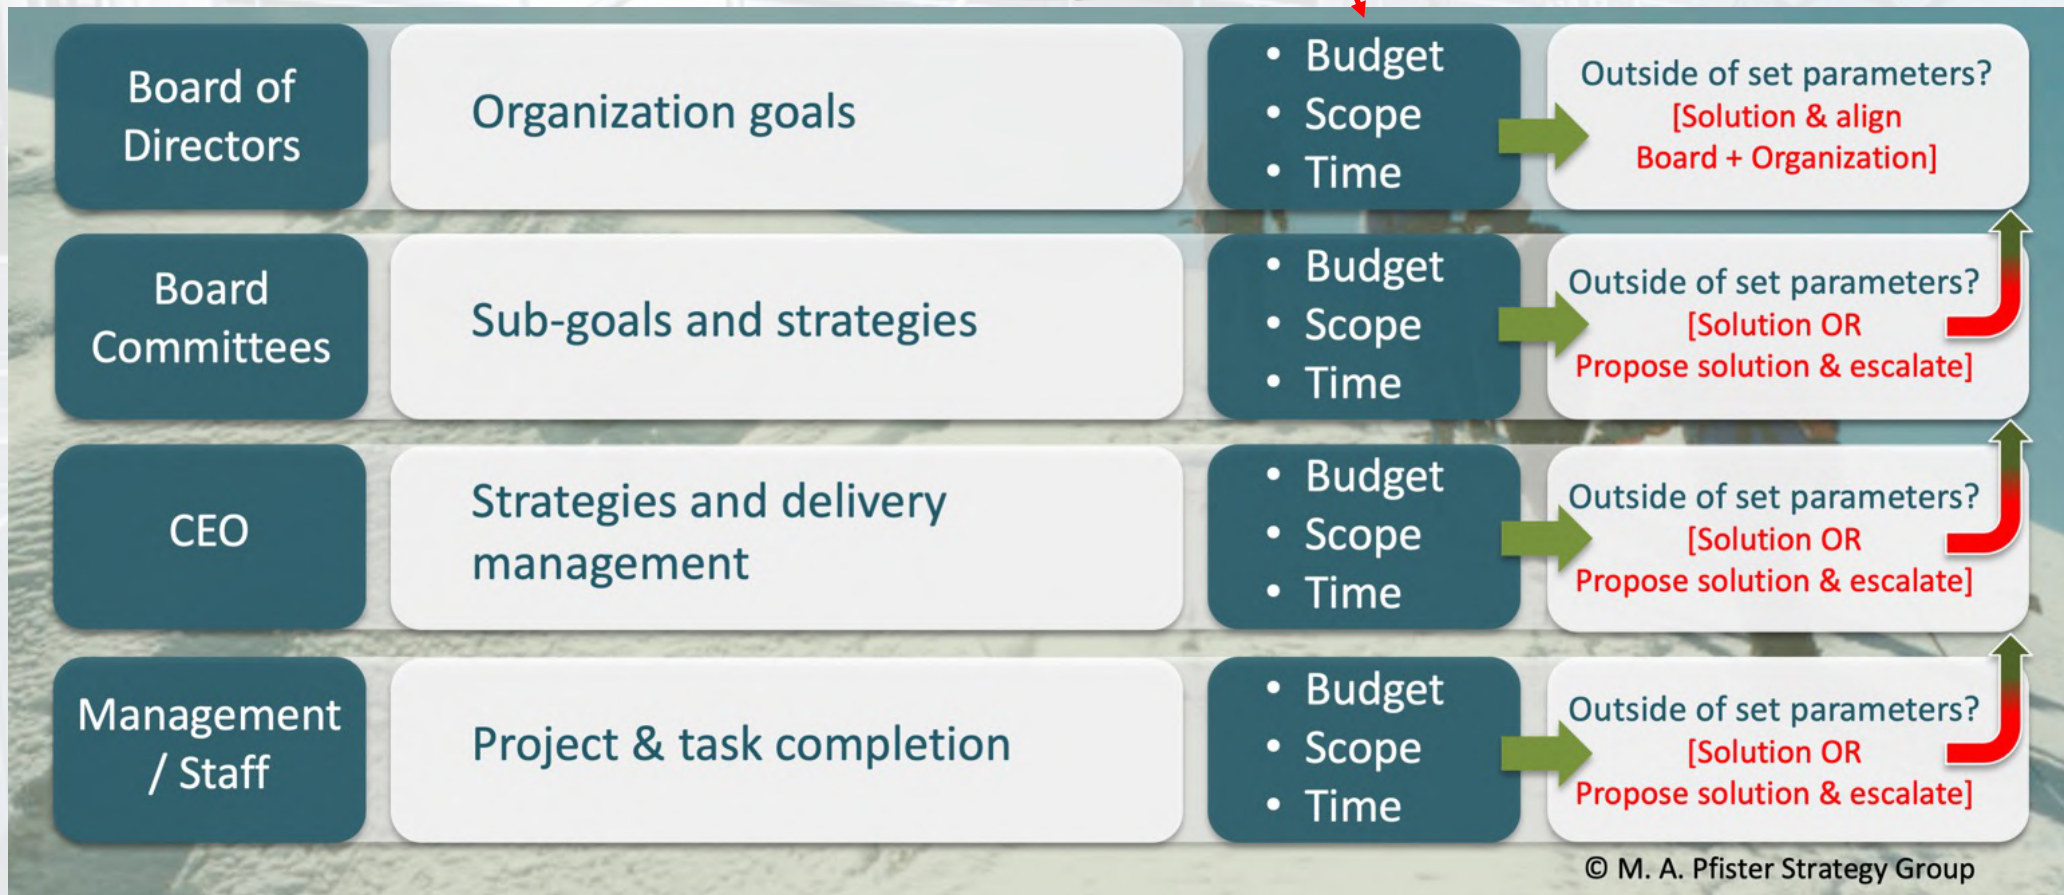 Board of
Directors
Organization goals
• Budget
• Scope
• Time
Outside of set parameters?
[Solution & align
Board + Organization]
Board
Committees
Sub-goals and strategies
• Budget
• Scope
• Time
Outside of set parameters?
[Solution OR
Propose solution & escalate]
CEO
Strategies and delivery
management
• Budget
• Scope
• Time
Outside of set parameters?
[Solution OR
Propose solution & escalate]
Management
/ Staff
Project & task completion
• Budget
• Scope
• Time
Outside of set parameters?
[Solution OR
Propose solution & escalate]
© M. A. Pfister Strategy Group